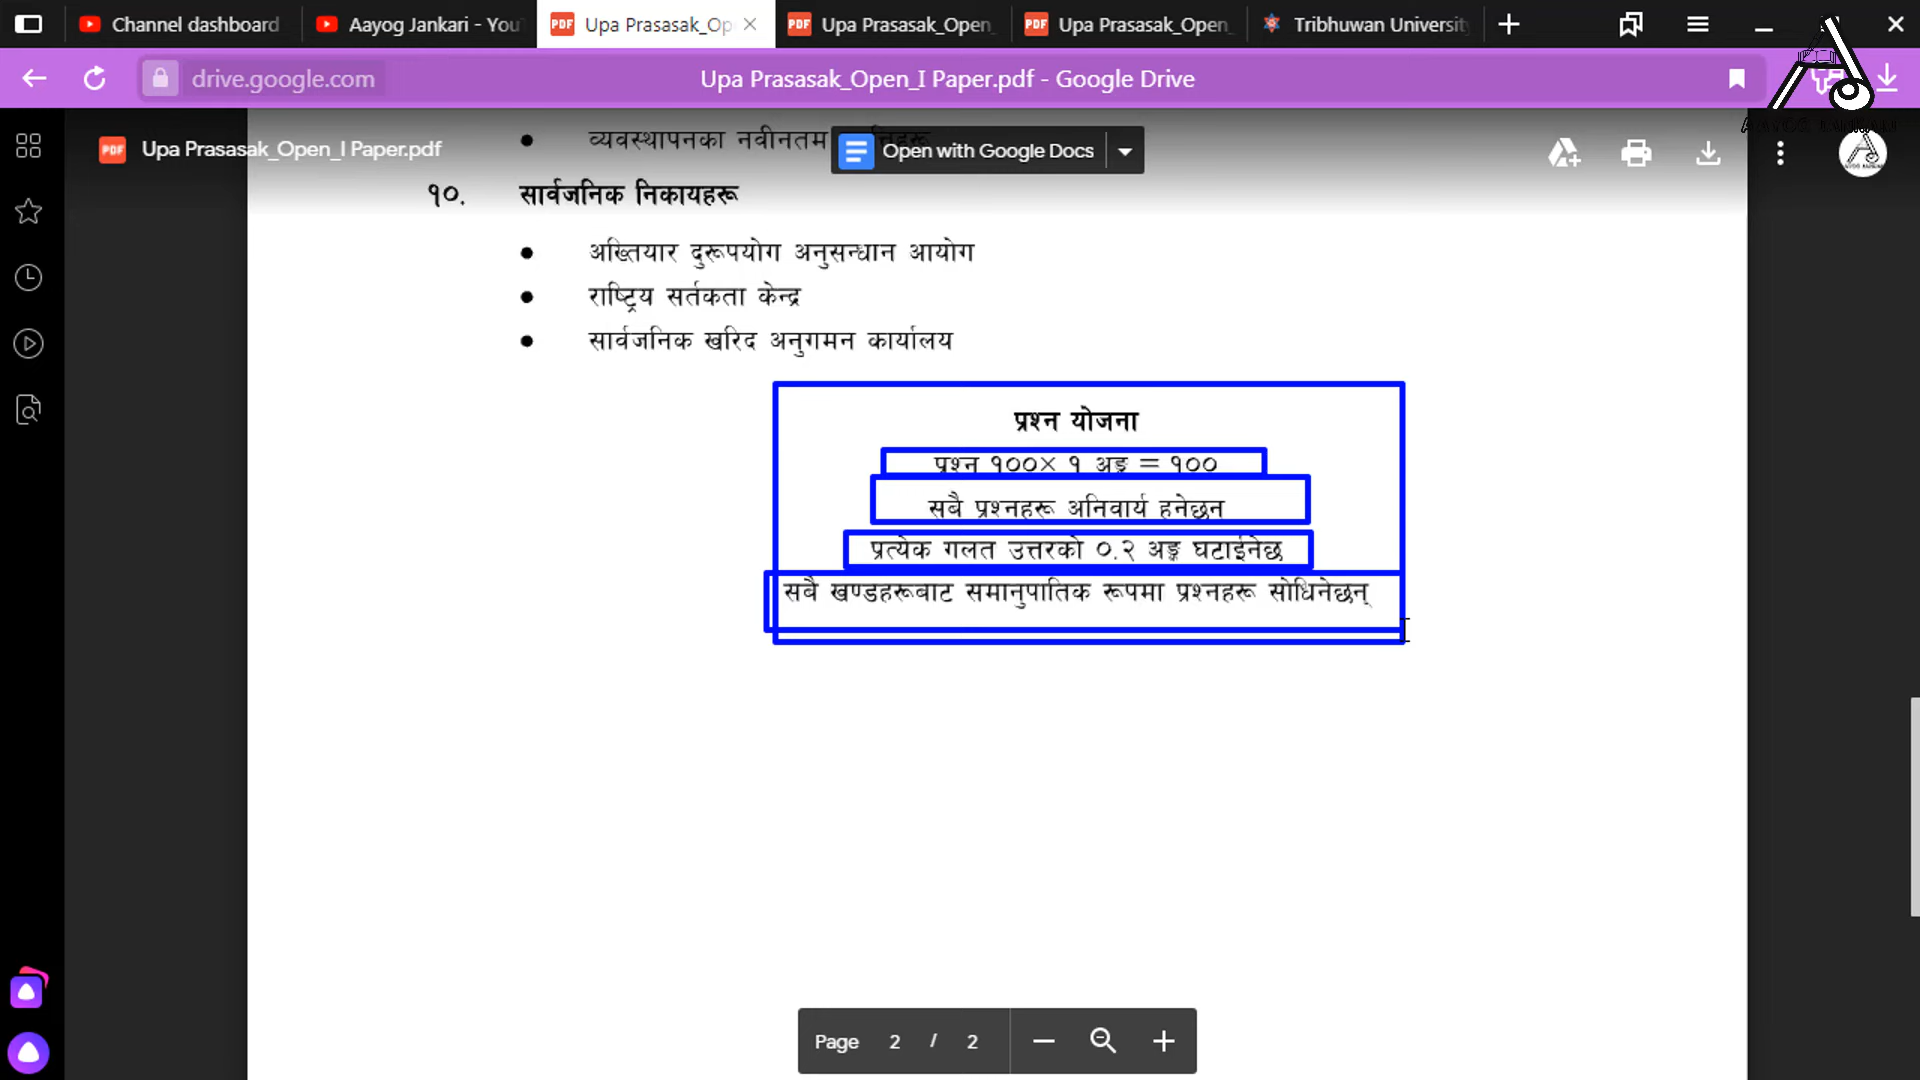 Channel dashboard
Aayog Jankari - You
Upa Prasasak_Op
Upa Prasasak_Open_
Upa Prasasak_Open_
Tribhuwan University
drive.google.com
Upa Prasasak_Open_I Paper.pdf - Google Drive
Upa Prasasak_Open_I Paper.pdf
Open with Google Docs
व्यवस्थापनका नवीनतम
१०. सार्वजनिक निकायहरू
● अख्तियार दुरूपयोग अनुसन्धान आयोग
● राष्ट्रिय सर्तकता केन्द्र
● सार्वजनिक खरिद अनुगमन कार्यालय
प्रश्न योजना
प्रश्न १००× १ अङ्क = १००
सबै प्रश्नहरू अनिवार्य हुनेछन्
प्रत्येक गलत उत्तरको ०.२ अङ्क घटाईनेछ
सबै खण्डहरूबाट समानुपातिक रूपमा प्रश्नहरू सोधिनेछन्
Page 2 / 2